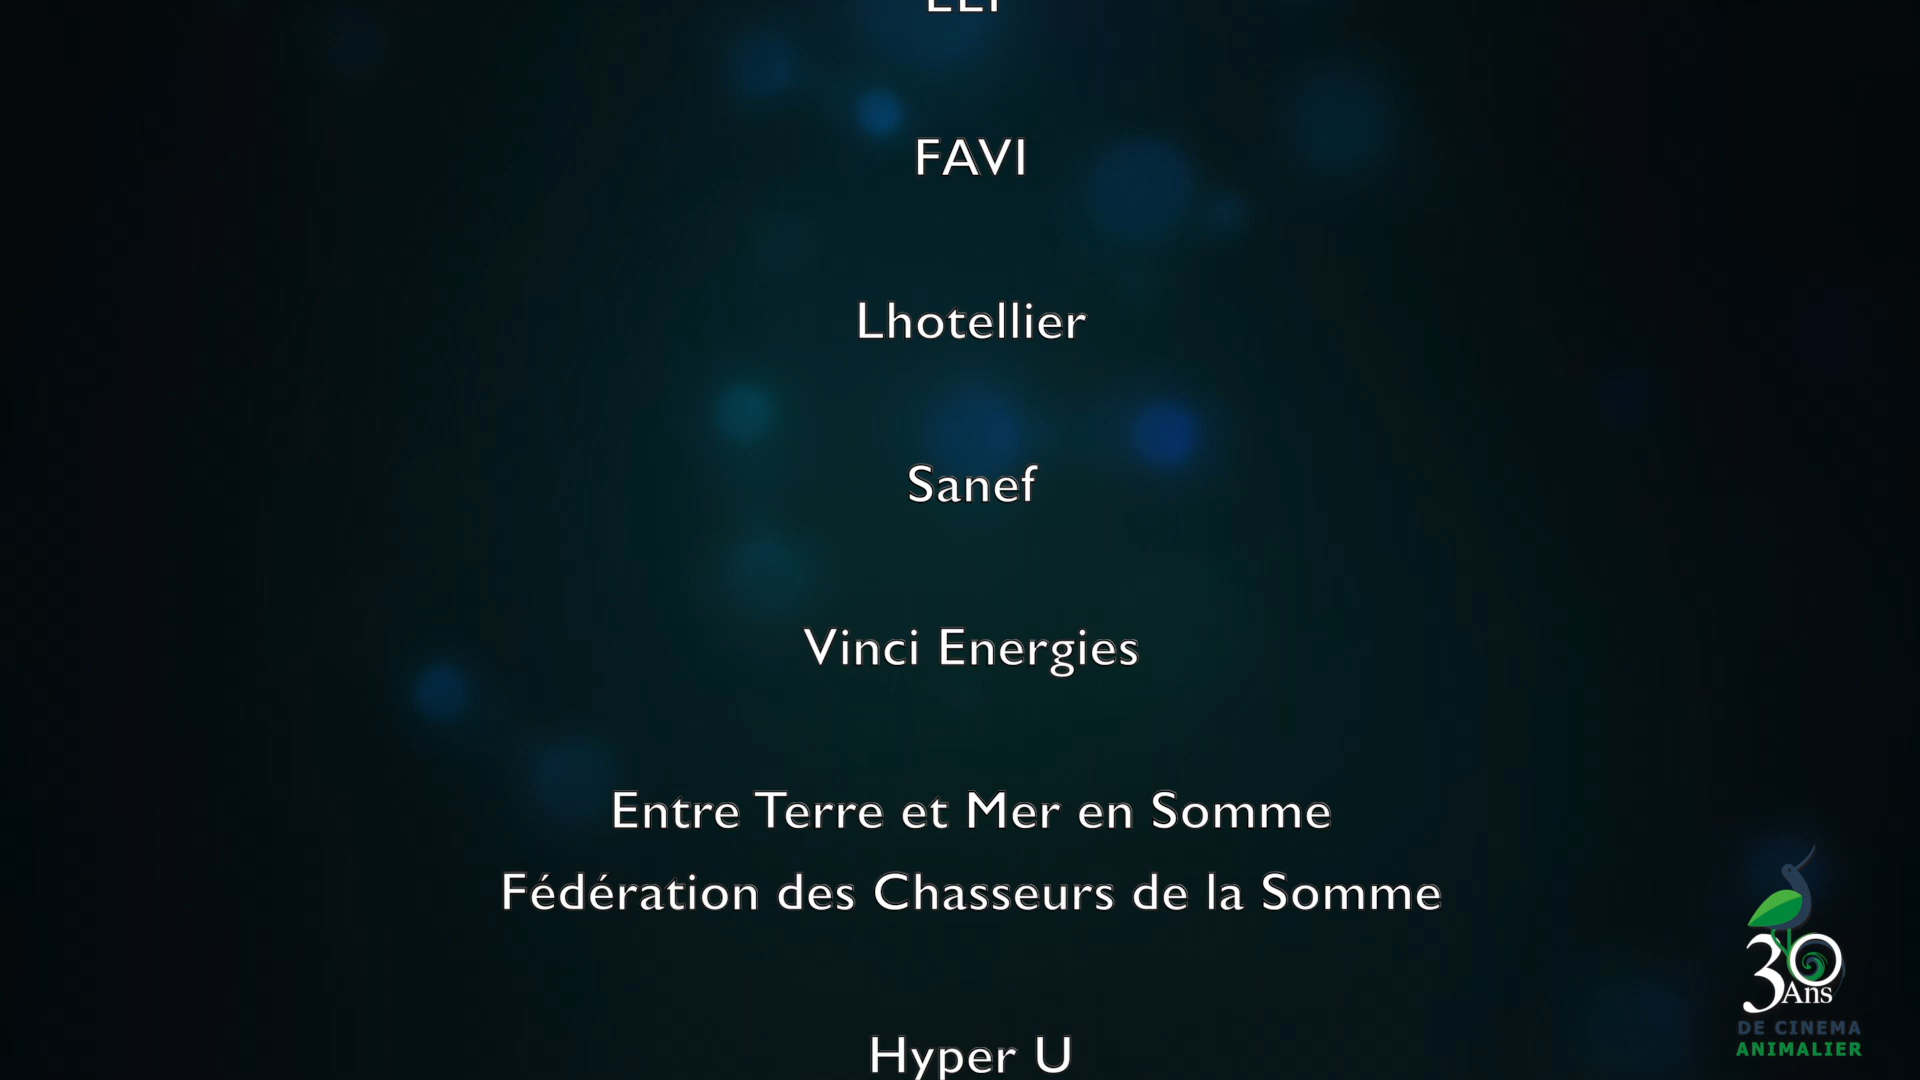 FAVI
Lhotellier
Sanef
Vinci Energies
Entre Terre et Mer en Somme
Fédération des Chasseurs de la Somme
Hyper U
30
Ans
DE CINEMA
ANIMALIER